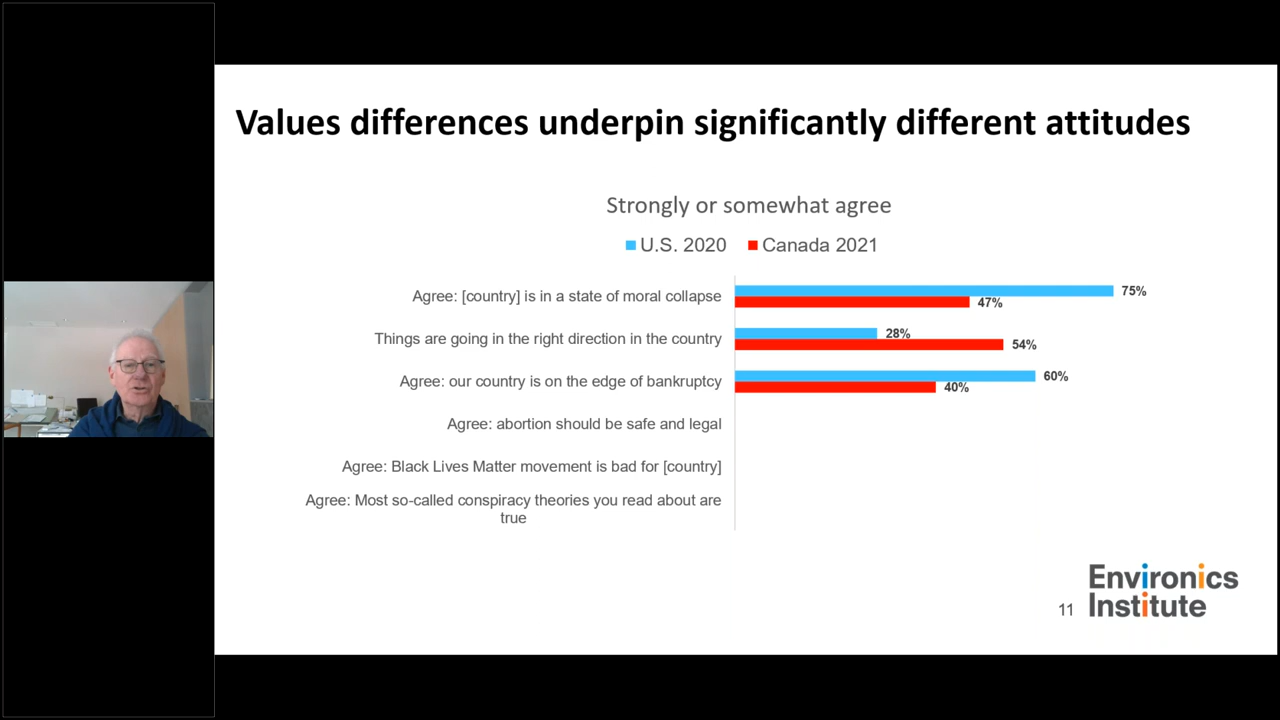 Values differences underpin significantly different attitudes
Strongly or somewhat agree
U.S. 2020 Canada 2021
Agree: [country] is in a state of moral collapse
75%
47%
Things are going in the right direction in the country
28%
54%
Agree: our country is on the edge of bankruptcy
60%
40%
Agree: abortion should be safe and legal
Agree: Black Lives Matter movement is bad for [country]
Agree: Most so-called conspiracy theories you read about are
true
11
Environics
Institute